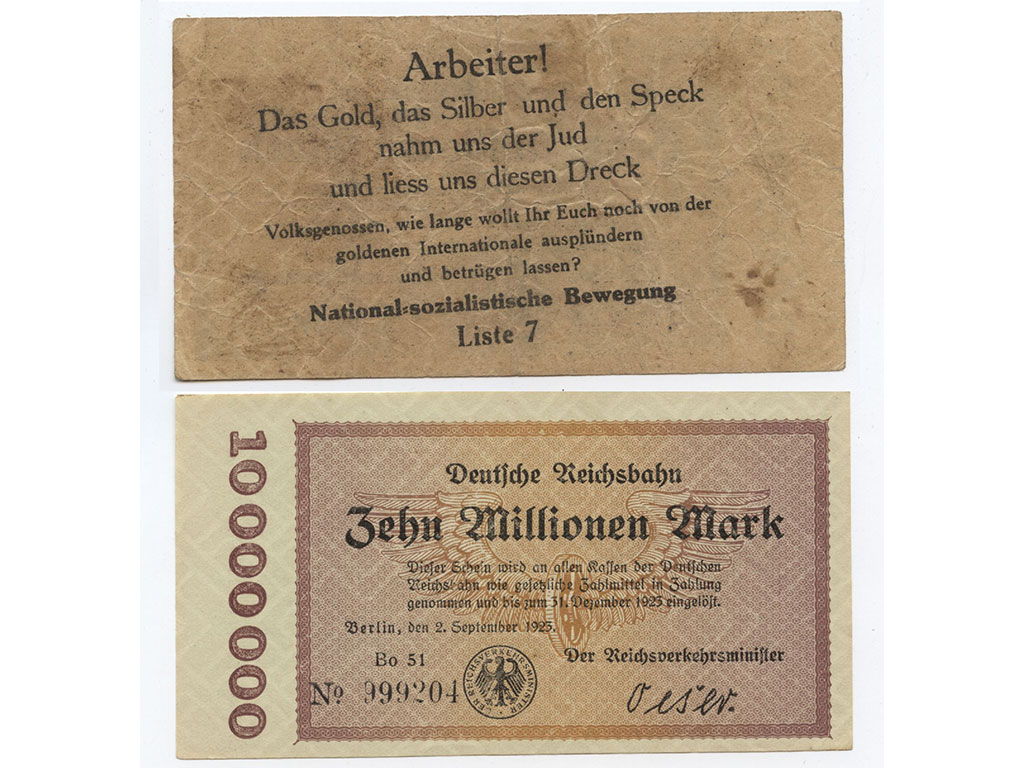 Arbeiter!
Das Gold, das Silber und den Speck
nahm uns der Jud
und liess uns diesen Dreck
Volksgenossen, wie lange wollt Ihr Euch noch von der
goldenen Internationale ausplündern
und betrügen lassen?
National-sozialistische Bewegung
Liste 7
10000000
Deutsche Reichsbahn
Zehn Millionen Mark
Dieser Schein wird an allen Kassen der Deutschen
Reichsbahn wie gesetzliche Zahlmittel in Zahlung
genommen und bis zum 31. Dezember 1923 eingelöst.
Berlin, den 2. September 1923.
Bo 51
Der Reichsverkehrsminister
No 999204
DER REICHSVERKEHRSMINISTER
Oeser.